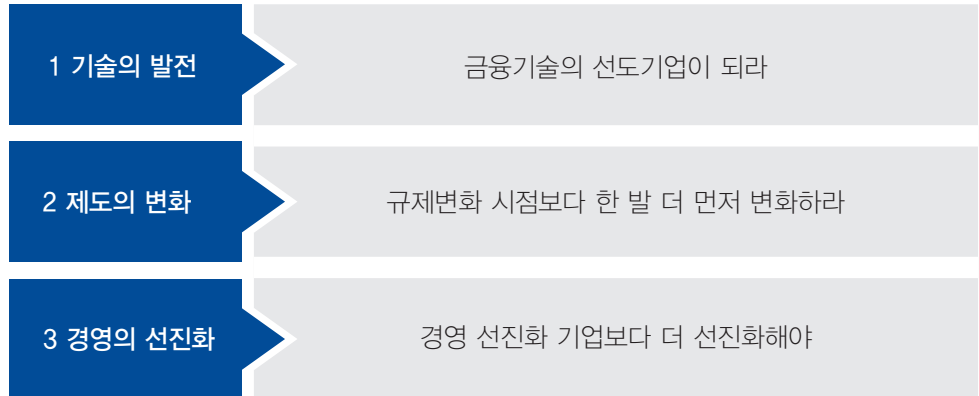 1 기술의 발전
금융기술의 선도기업이 되라
2 제도의 변화
규제변화 시점보다 한 발 더 먼저 변화하라
3 경영의 선진화
경영 선진화 기업보다 더 선진화해야